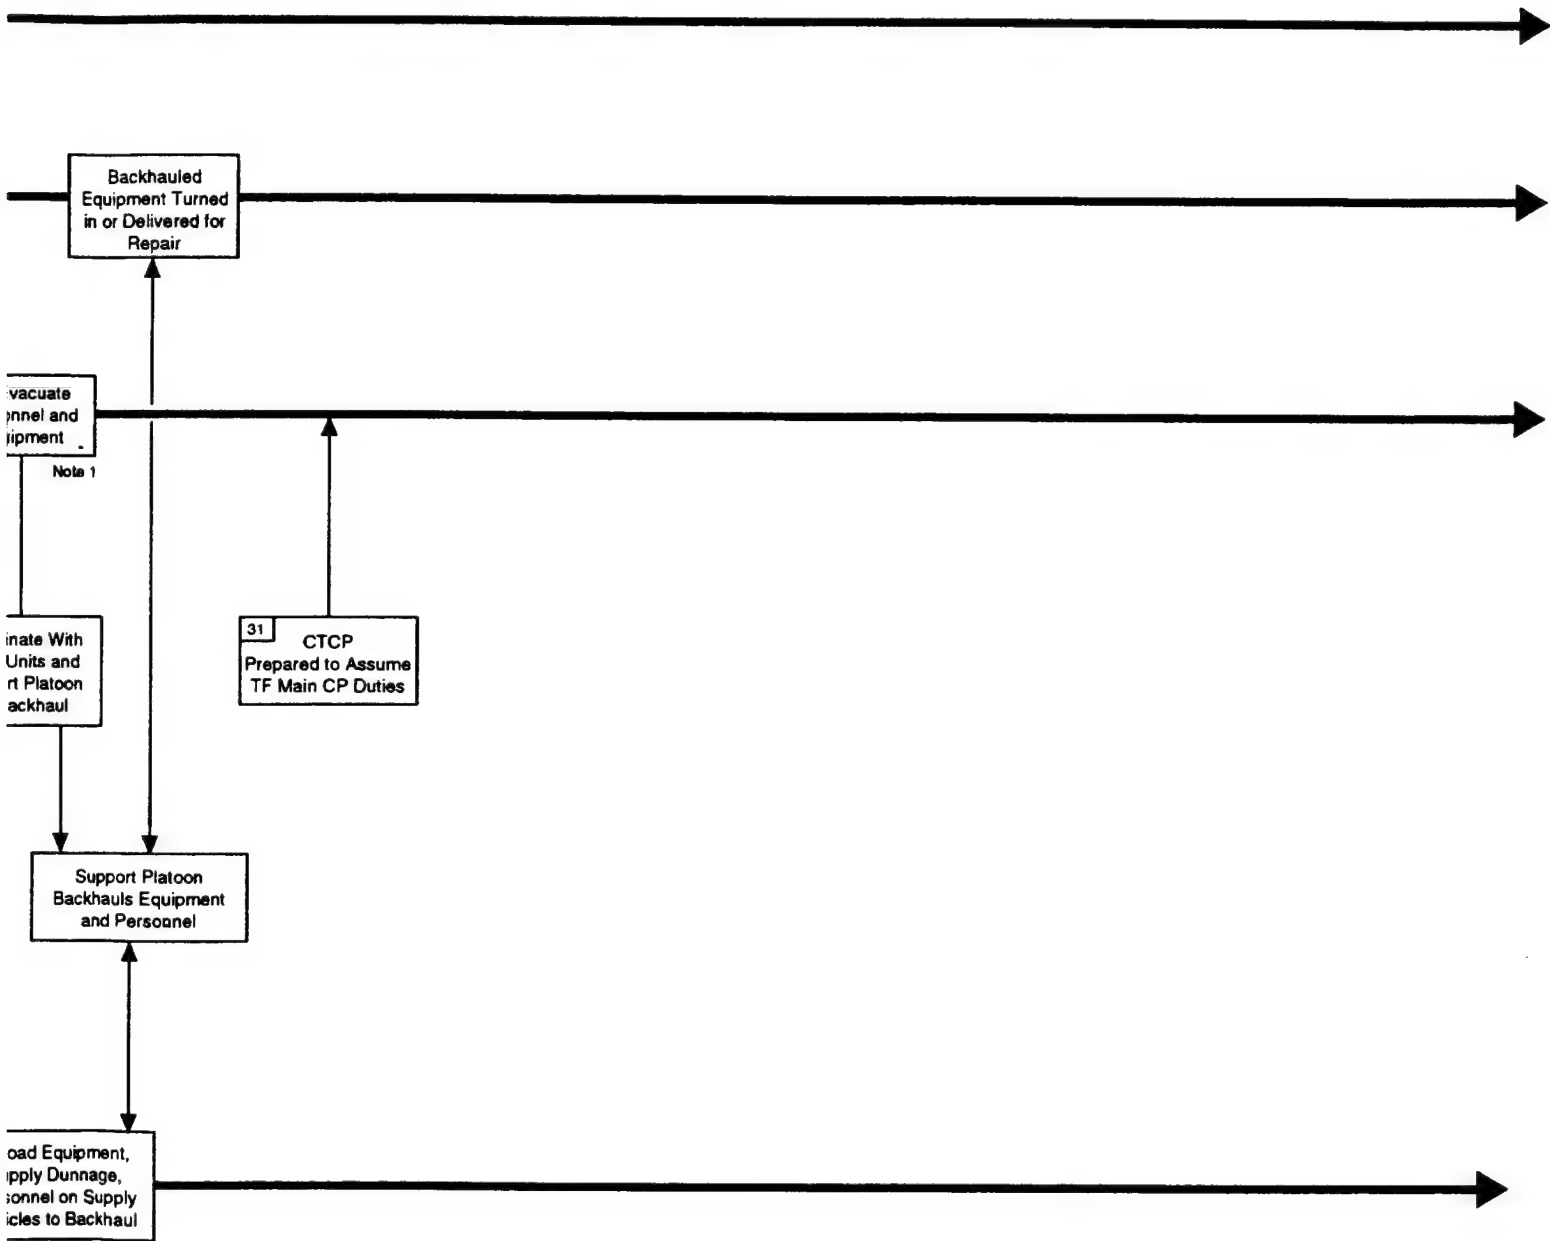 Backhauled
Equipment Turned
in or Delivered for
Repair
vacuate
nnel and
ipment
Note 1
inate With
Units and
rt Platoon
ackhaul
31
CTCP
Prepared to Assume
TF Main CP Duties
Support Platoon
Backhauls Equipment
and Personnel
oad Equipment,
pply Dunnage,
sonnel on Supply
icles to Backhaul